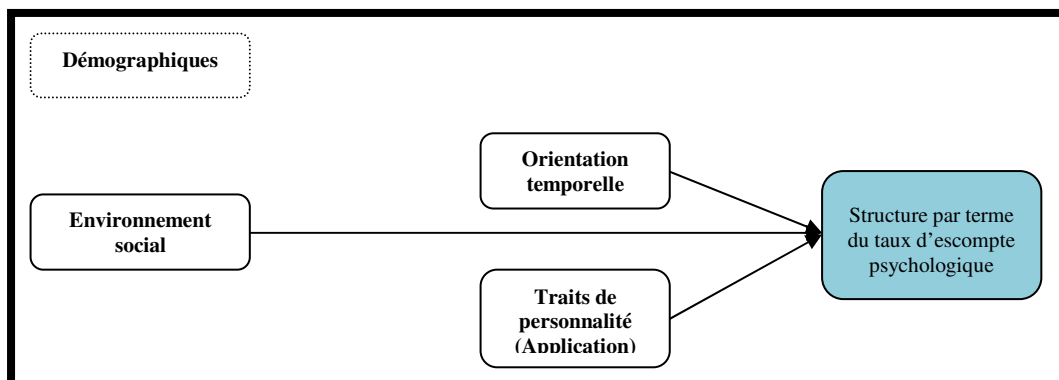 Démographiques
Orientation
temporelle
Environnement
social
Structure par terme
du taux d’escompte
psychologique
Traits de
personnalité
(Application)